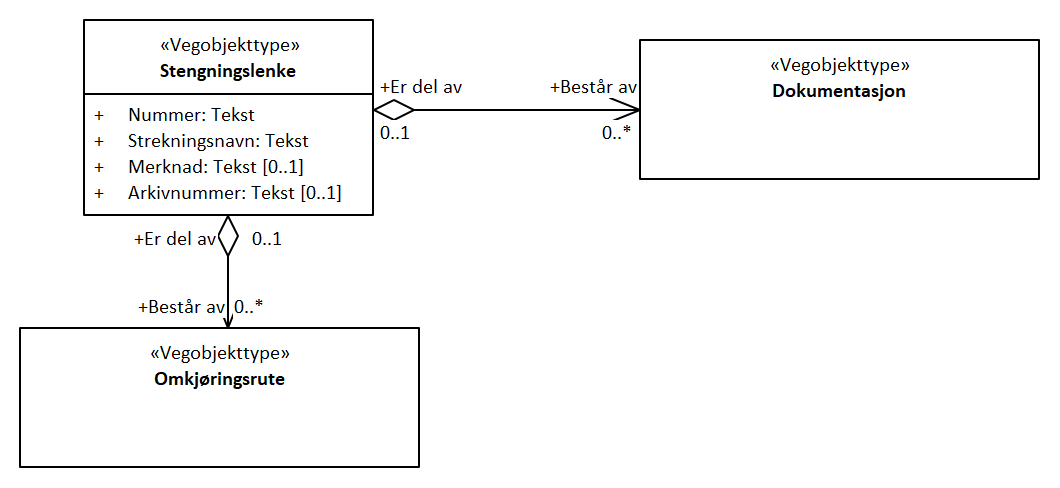 «Vegobjekttype»
Stengningslenke
+ Nummer: Tekst
+ Strekningsnavn: Tekst
+ Merknad: Tekst [0..1]
+ Arkivnummer: Tekst [0..1]
+Er del av
0..1
+Består av
0..*
«Vegobjekttype»
Dokumentasjon
+Er del av
0..1
+Består av
0..*
«Vegobjekttype»
Omkjøringsrute